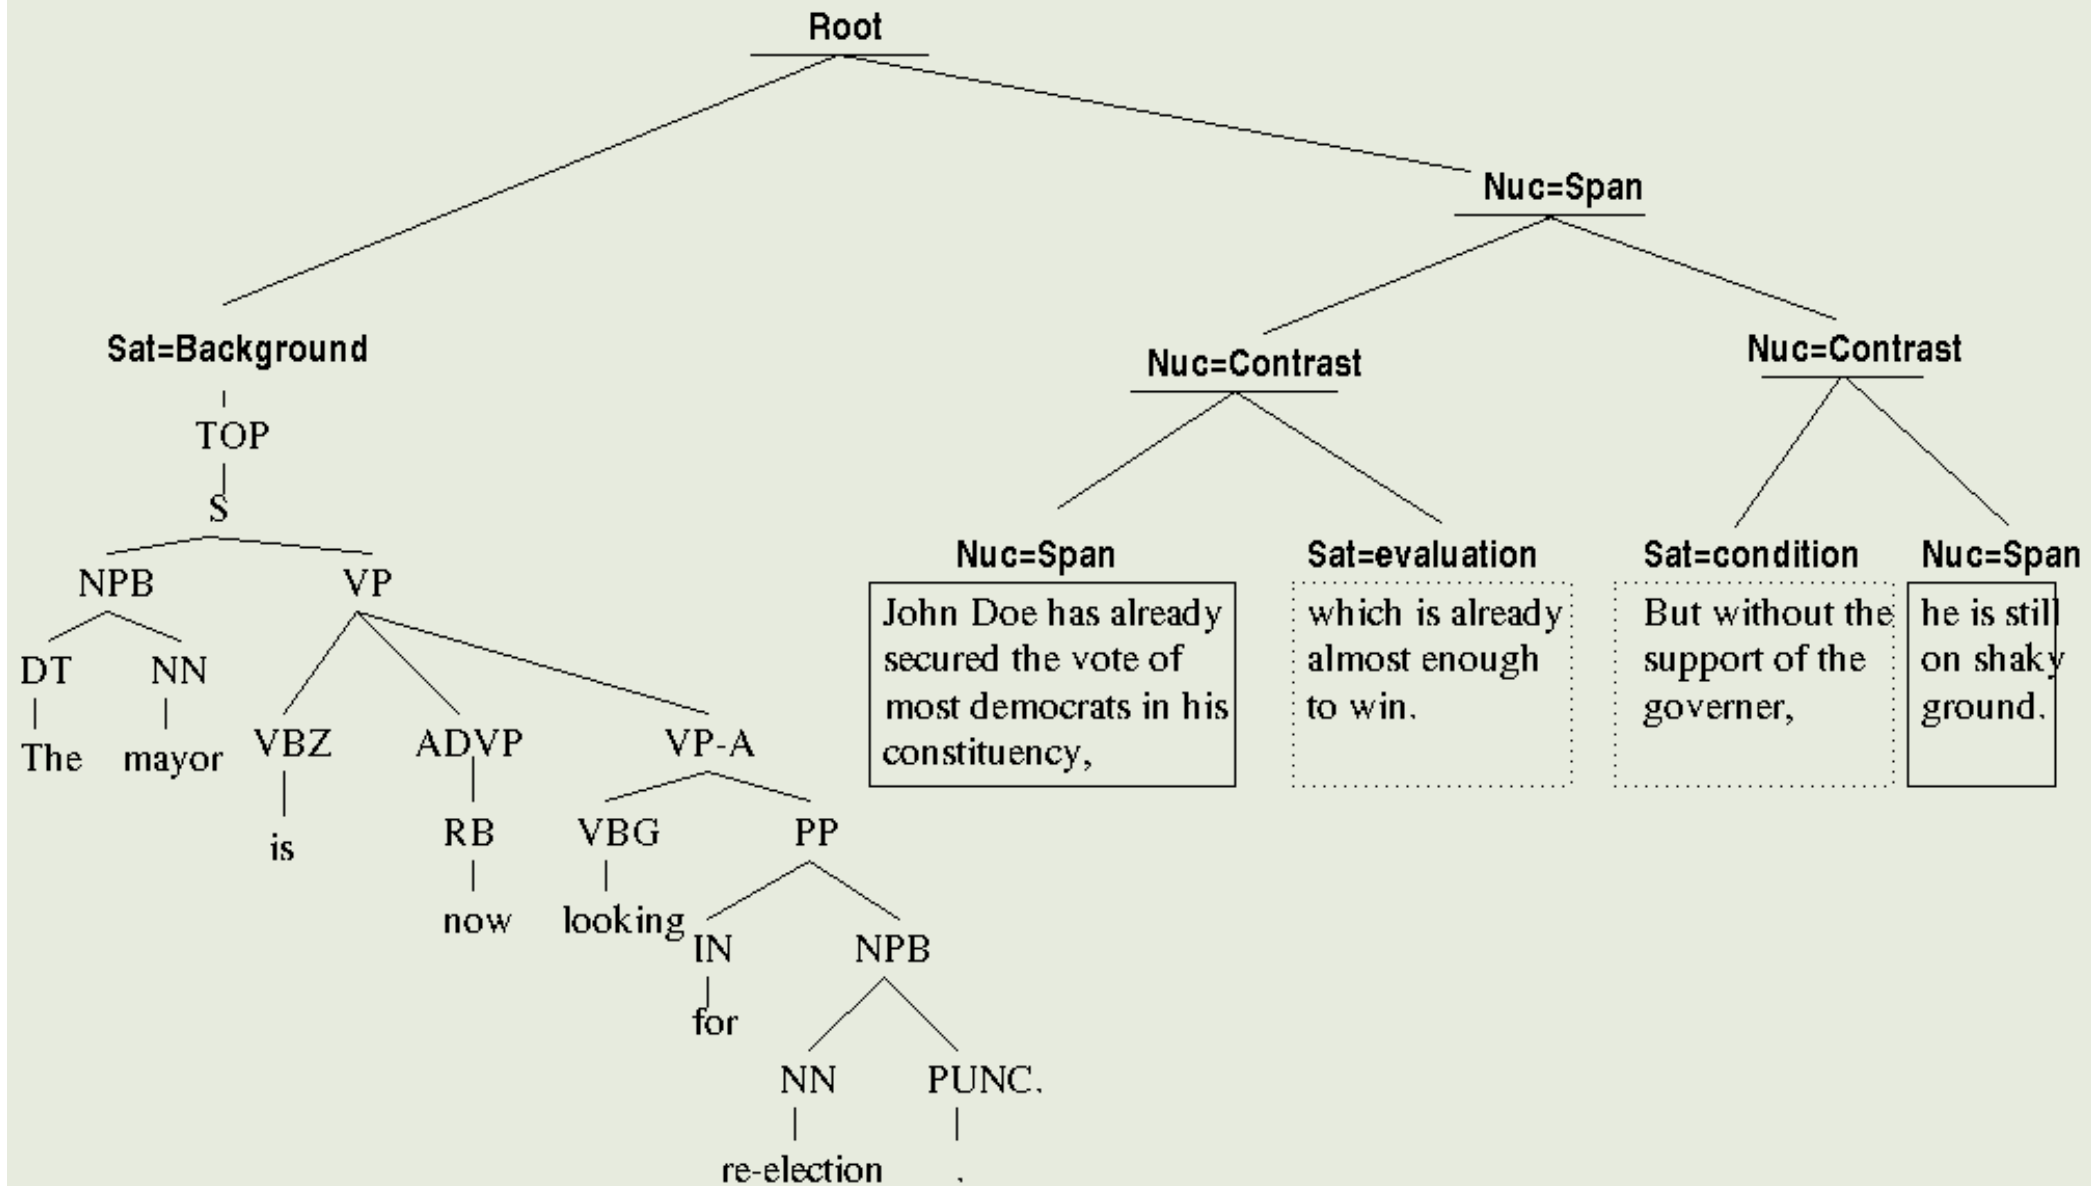 Root
Nuc=Span
Sat=Background
Nuc=Contrast
Nuc=Contrast
TOP
S
NPB VP
Nuc=Span
Sat=evaluation
Sat=condition
Nuc=Span
John Doe has already
secured the vote of
most democrats in his
constituency,
which is already
almost enough
to win.
But without the
support of the
governer,
he is still
on shaky
ground.
DT NN
The mayor
VBZ ADVP VP-A
is
RB VBG PP
now looking
IN NPB
for
NN PUNC.
re-election .